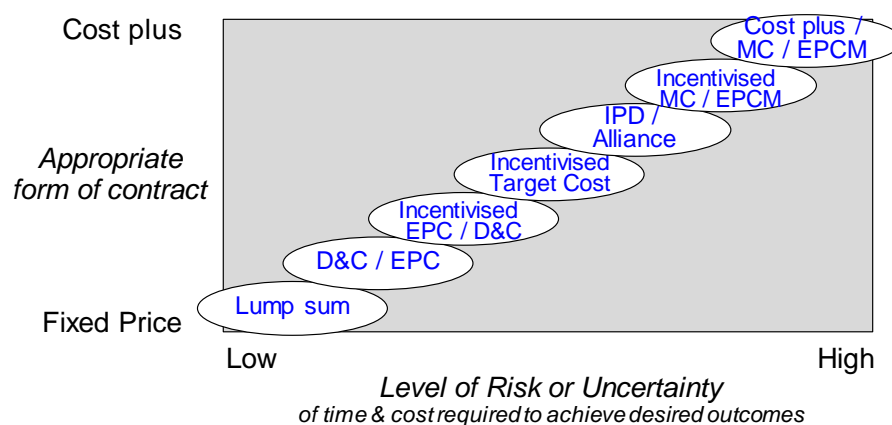 Cost plus
Cost plus /
MC / EPCM
Incentivised
MC / EPCM
IPD /
Alliance
Appropriate
form of contract
Incentivised
Target Cost
Incentivised
EPC / D&C
D&C / EPC
Lump sum
Fixed Price
Low
High
Level of Risk or Uncertainty
of time & cost required to achieve desired outcomes